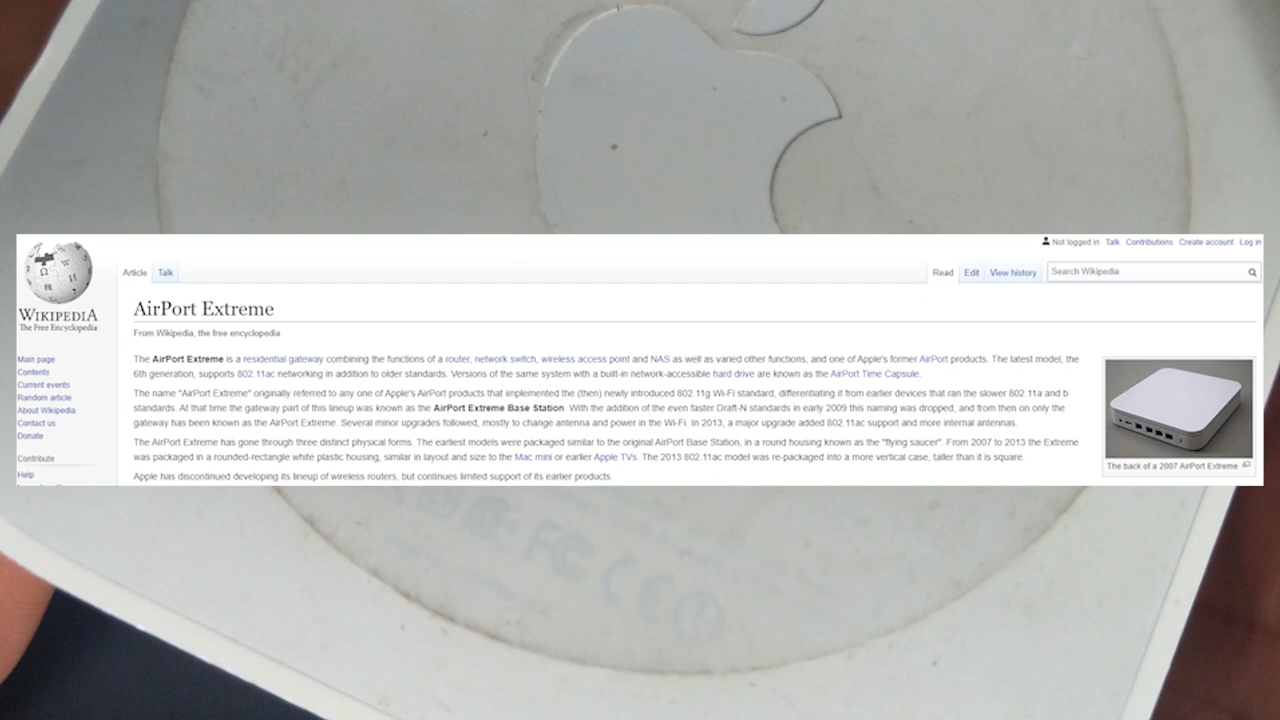 Not logged in Talk Contributions Create account Log in
Article Talk Read Edit View history Search Wikipedia
WIKIPEDIA
The Free Encyclopedia
AirPort Extreme
From Wikipedia, the free encyclopedia
Main page
Contents
Current events
Random article
About Wikipedia
Contact us
Donate
Contribute
Help
The AirPort Extreme is a residential gateway combining the functions of a router, network switch, wireless access point and NAS as well as varied other functions, and one of Apple's former AirPort products. The latest model, the
6th generation, supports 802.11ac networking in addition to older standards. Versions of the same system with a built-in network-accessible hard drive are known as the AirPort Time Capsule.
The name "AirPort Extreme" originally referred to any one of Apple's AirPort products that implemented the (then) newly introduced 802.11g Wi-Fi standard, differentiating it from earlier devices that ran the slower 802.11a and b
standards. At that time the gateway part of this lineup was known as the AirPort Extreme Base Station. With the addition of the even faster Draft-N standards in early 2009 this naming was dropped, and from then on only the
gateway has been known as the AirPort Extreme. Several minor upgrades followed, mostly to change antenna and power in the Wi-Fi. In 2013, a major upgrade added 802.11ac support and more internal antennas.
The AirPort Extreme has gone through three distinct physical forms. The earliest models were packaged similar to the original AirPort Base Station, in a round housing known as the "flying saucer". From 2007 to 2013 the Extreme
was packaged in a rounded-rectangle white plastic housing, similar in layout and size to the Mac mini or earlier Apple TVs. The 2013 802.11ac model was re-packaged into a more vertical case, taller than it is square.
Apple has discontinued developing its lineup of wireless routers, but continues limited support of its earlier products.
The back of a 2007 AirPort Extreme
FC CE